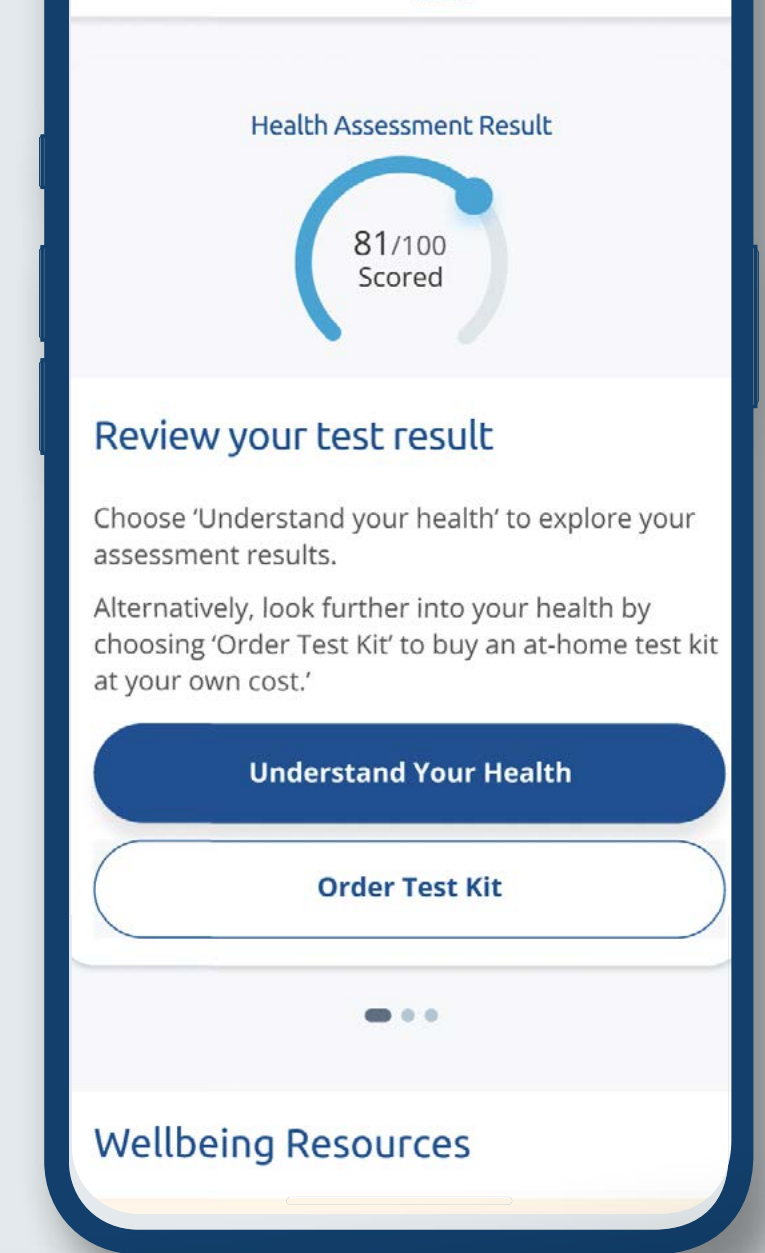 Health Assessment Result
81/100
Scored
Review your test result
Choose ‘Understand your health’ to explore your
assessment results.
Alternatively, look further into your health by
choosing ‘Order Test Kit’ to buy an at-home test kit
at your own cost.’
Understand Your Health
Order Test Kit
Wellbeing Resources